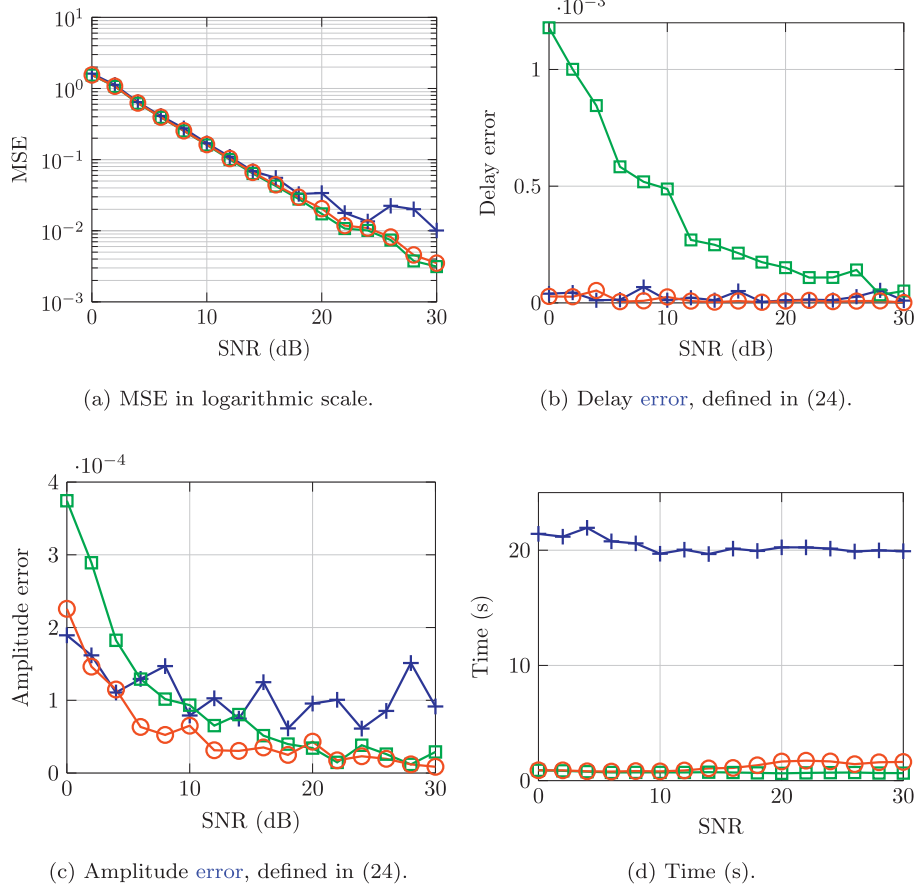 10^1
10^0
10^-1
10^-2
10^-3
MSE
0 10 20 30
SNR (dB)
(a) MSE in logarithmic scale.
·10^-3
1
0.5
0
Delay error
0 10 20 30
SNR (dB)
(b) Delay error, defined in (24).
·10^-4
4
3
2
1
0
Amplitude error
0 10 20 30
SNR (dB)
(c) Amplitude error, defined in (24).
20
10
0
Time (s)
0 10 20 30
SNR
(d) Time (s).